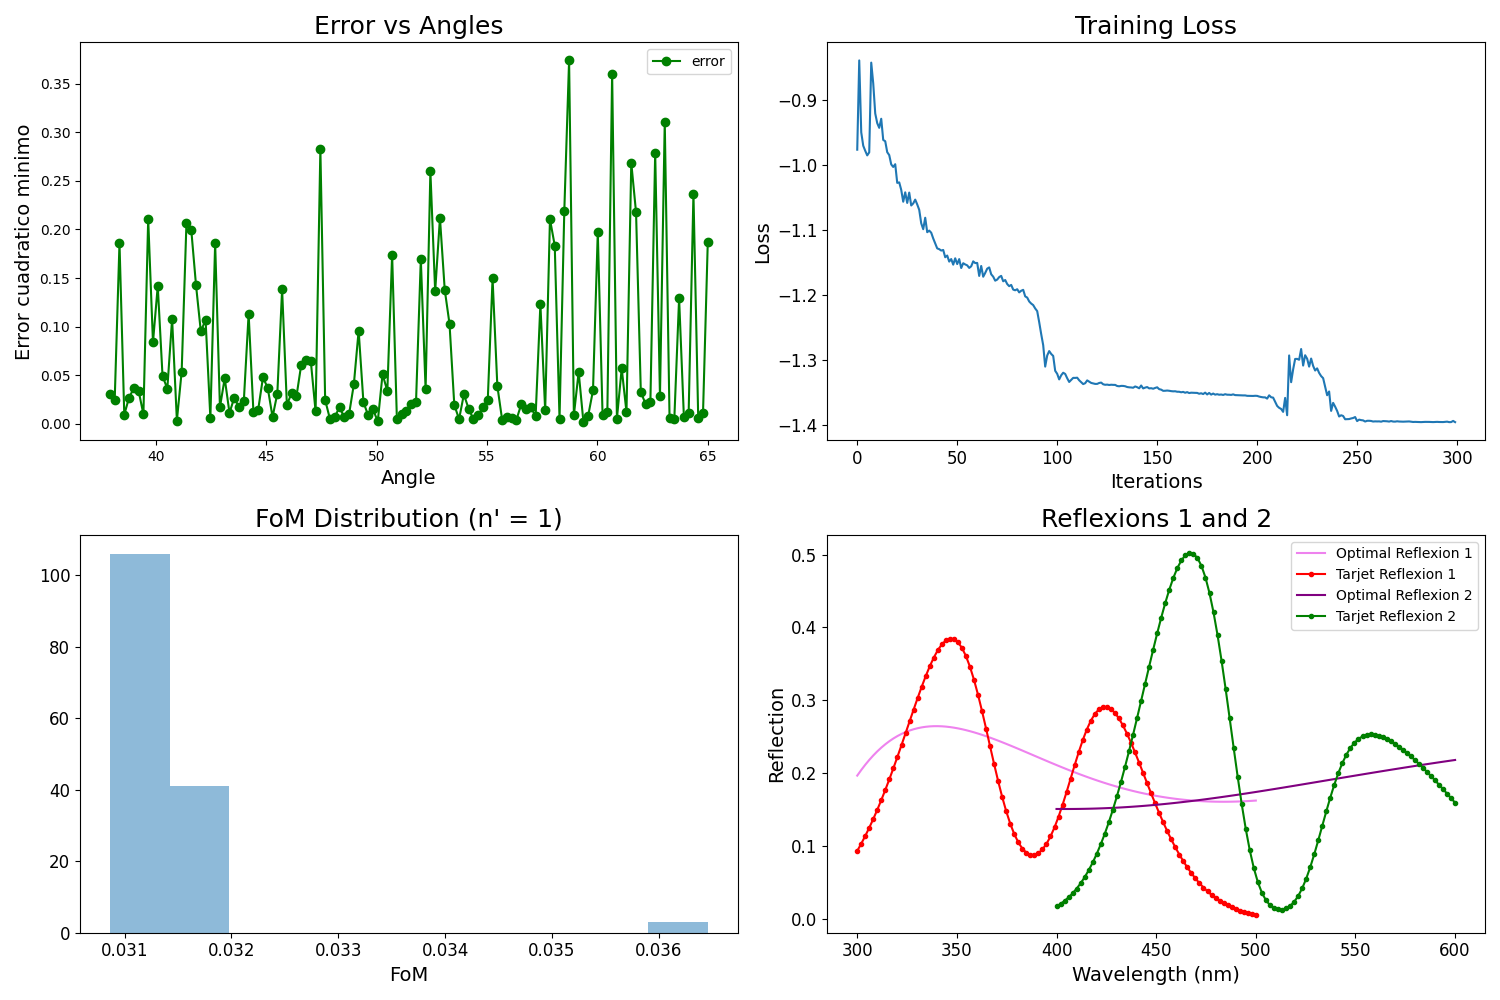 Error vs Angles
Error cuadratico minimo
0.35
0.30
0.25
0.20
0.15
0.10
0.05
0.00
error
40 45 50 55 60 65
Angle
Training Loss
Loss
−0.9
−1.0
−1.1
−1.2
−1.3
−1.4
0 50 100 150 200 250 300
Iterations
FoM Distribution (n' = 1)
100
80
60
40
20
0
0.031 0.032 0.033 0.034 0.035 0.036
FoM
Reflexions 1 and 2
Reflection
0.5
0.4
0.3
0.2
0.1
0.0
Optimal Reflexion 1
Tarjet Reflexion 1
Optimal Reflexion 2
Tarjet Reflexion 2
300 350 400 450 500 550 600
Wavelength (nm)